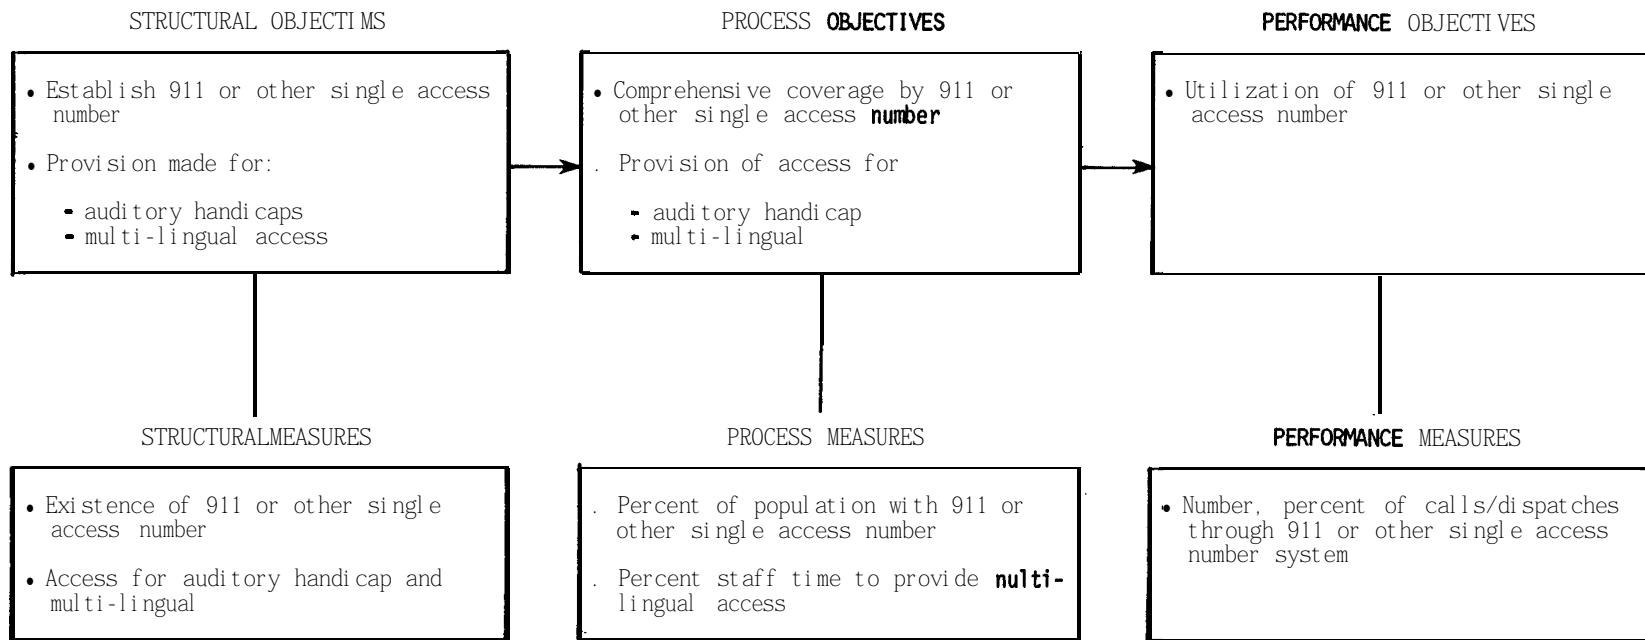 STRUCTURAL OBJECTIMS
• Establish 911 or other single access
number
• Provision made for:
- auditory handicaps
- multi-lingual access
PROCESS OBJECTIVES
• Comprehensive coverage by 911 or
other single access number
. Provision of access for
- auditory handicap
- multi-lingual
PERFORMANCE OBJECTIVES
• Utilization of 911 or other single
access number
STRUCTURALMEASURES
• Existence of 911 or other single
access number
• Access for auditory handicap and
multi-lingual
PROCESS MEASURES
. Percent of population with 911 or
other single access number
. Percent staff time to provide nulti-
lingual access
PERFORMANCE MEASURES
• Number, percent of calls/dispatches
through 911 or other single access
number system